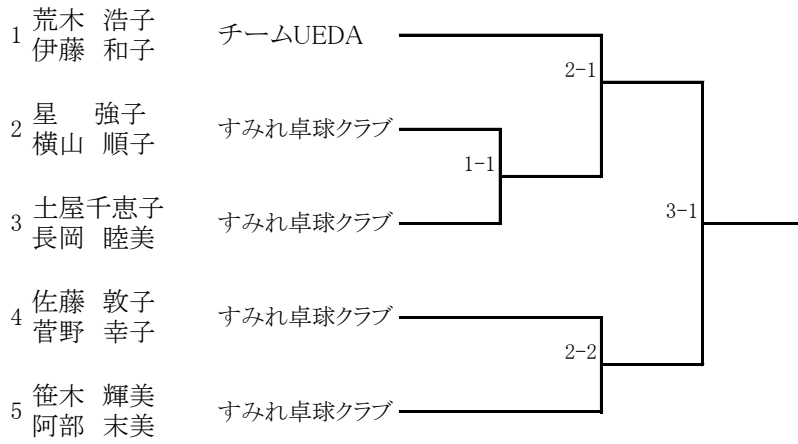 1 荒木 浩子 チームUEDA
伊藤 和子
2-1
2 星 強子 すみれ卓球クラブ
横山 順子
1-1
3 土屋千恵子 すみれ卓球クラブ
長岡 睦美
3-1
4 佐藤 敦子 すみれ卓球クラブ
菅野 幸子
2-2
5 笹木 輝美 すみれ卓球クラブ
阿部 末美